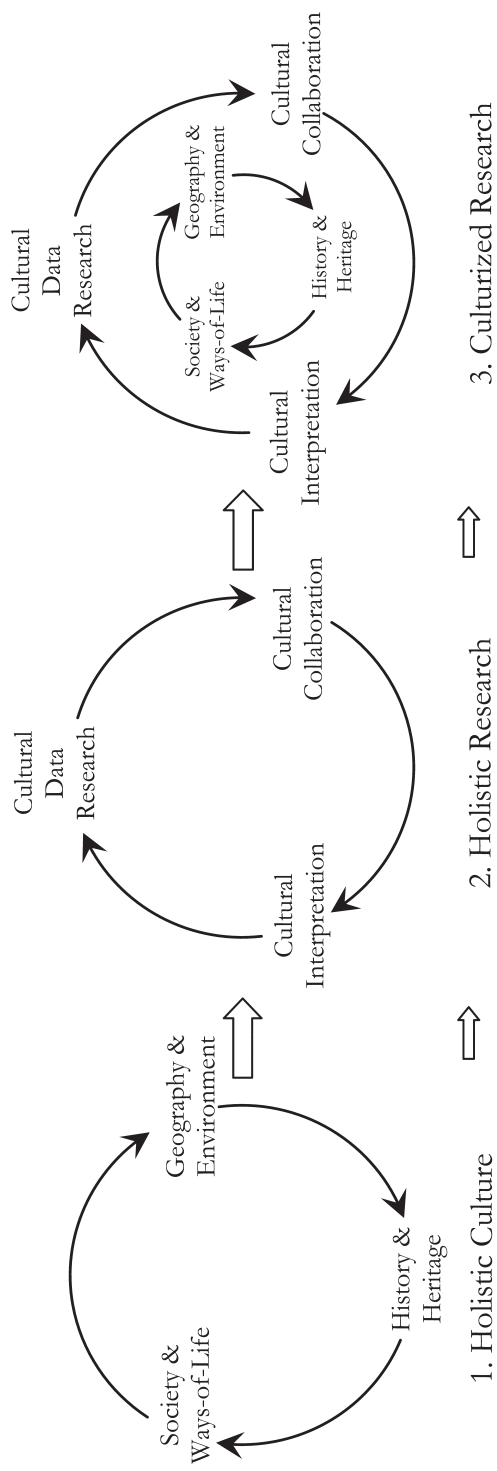 Society &
Ways-of-Life
Geography &
Environment
History &
Heritage
1. Holistic Culture
Cultural
Data
Research
Cultural
Interpretation
Cultural
Collaboration
2. Holistic Research
Cultural
Data
Research
Cultural
Interpretation
Cultural
Collaboration
Society &
Ways-of-Life
Geography &
Environment
History &
Heritage
3. Culturized Research